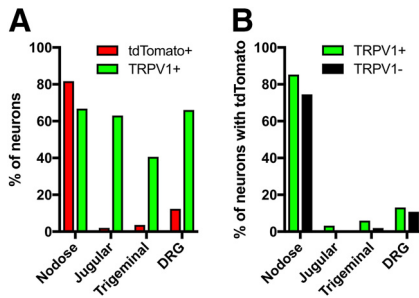 A
tdTomato+
TRPV1+
% of neurons
100
80
60
40
20
0
Nodose
Jugular
Trigeminal
DRG
B
TRPV1+
TRPV1-
% of neurons with tdTomato
100
80
60
40
20
0
Nodose
Jugular
Trigeminal
DRG